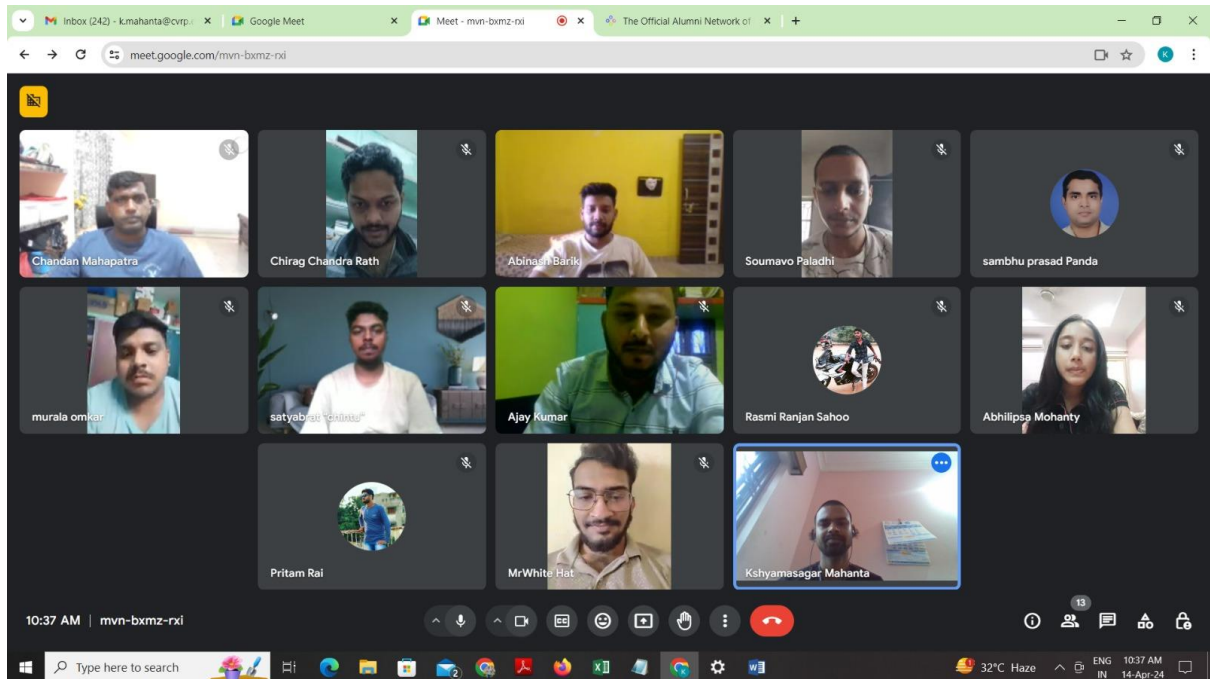 Inbox (242) - k.mahanta@cvrp.
Google Meet
Meet - mvn-bxmz-rxi
The Official Alumni Network of
meet.google.com/mvn-bxmz-rxi
K
Chandan Mahapatra
Chirag Chandra Rath
Abinash Barik
Soumavo Paladhi
sambhu prasad Panda
murala omkar
satyabrat "chintu"
Ajay Kumar
Rasmi Ranjan Sahoo
Abhilipsa Mohanty
Pritam Rai
MrWhite Hat
Kshyamasagar Mahanta
10:37 AM | mvn-bxmz-rxi
CC
13
Type here to search
2
32°C Haze
ENG
IN
10:37 AM
14-Apr-24